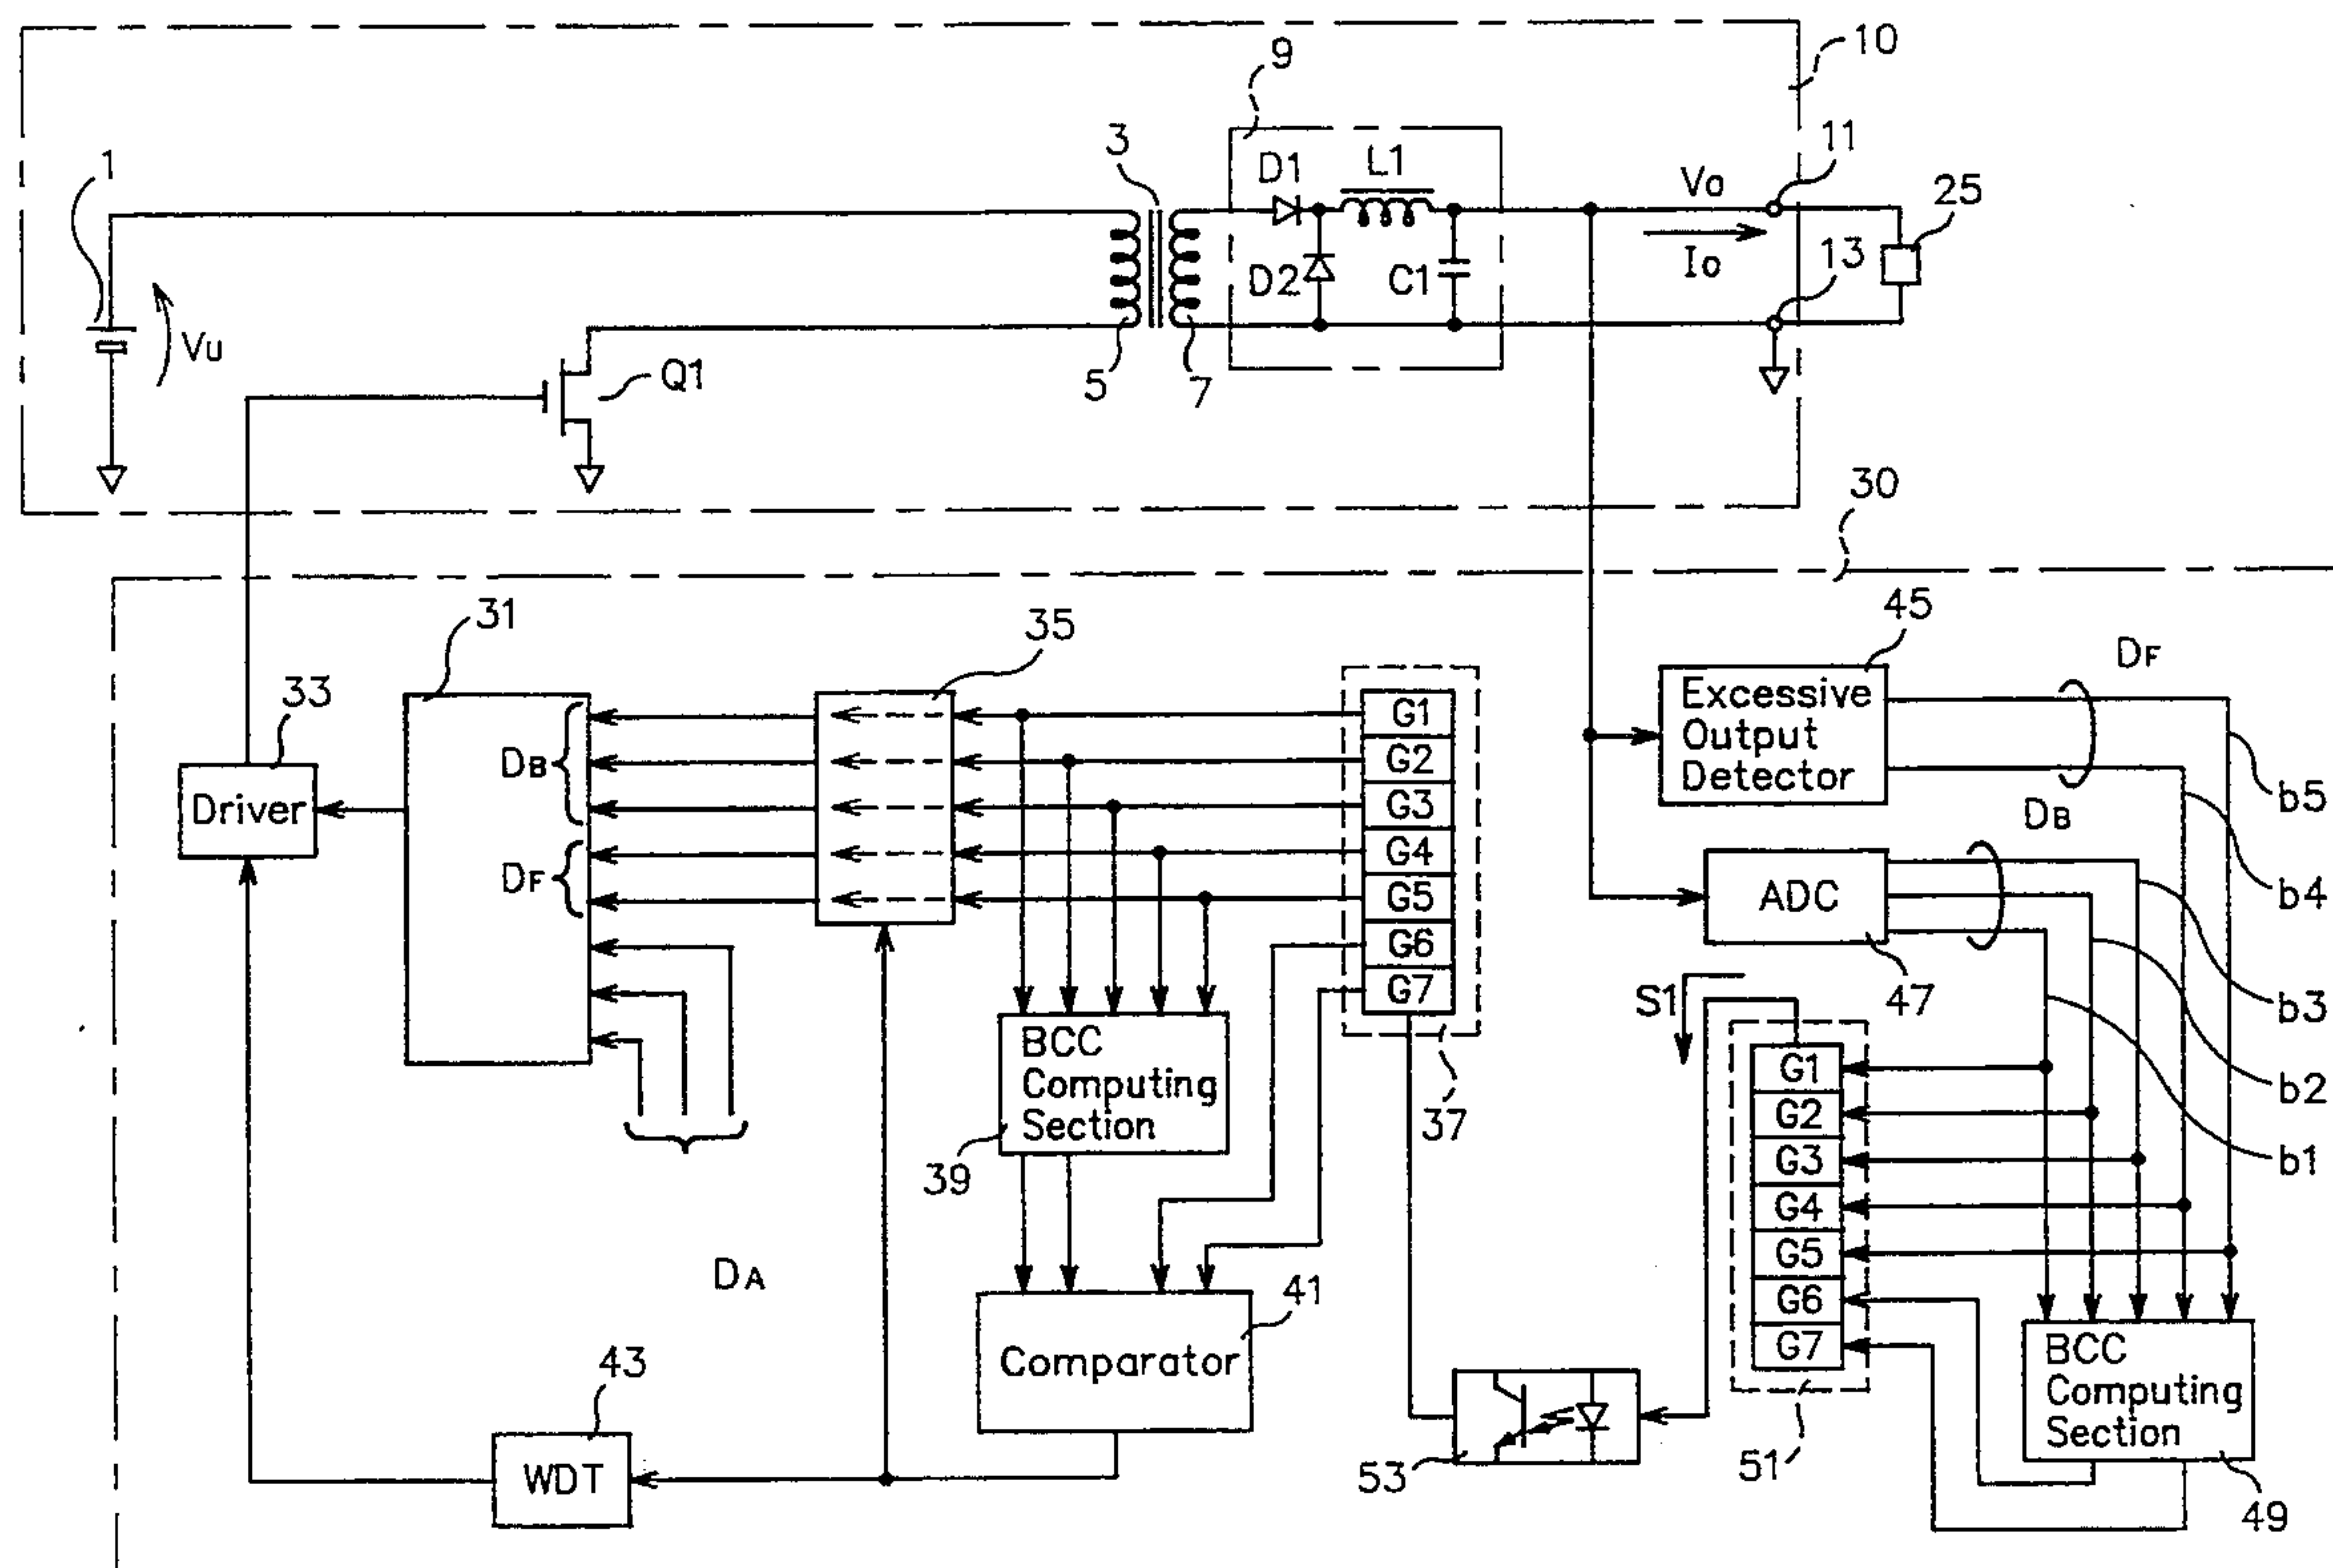 10
9
1
3
D1
L1
Vo
11
25
D2
C1
Io
13
Vu
Q1
5
7
30
31
35
45
33
DF
Excessive
Output
Detector
G1
G2
G3
G4
G5
G6
G7
DB
DF
Driver
b5
DB
ADC
b4
S1
47
b3
BCC
Computing
Section
37
G1
G2
G3
G4
G5
G6
G7
b2
b1
39
DA
41
Comparator
BCC
Computing
Section
43
WDT
53
51
49